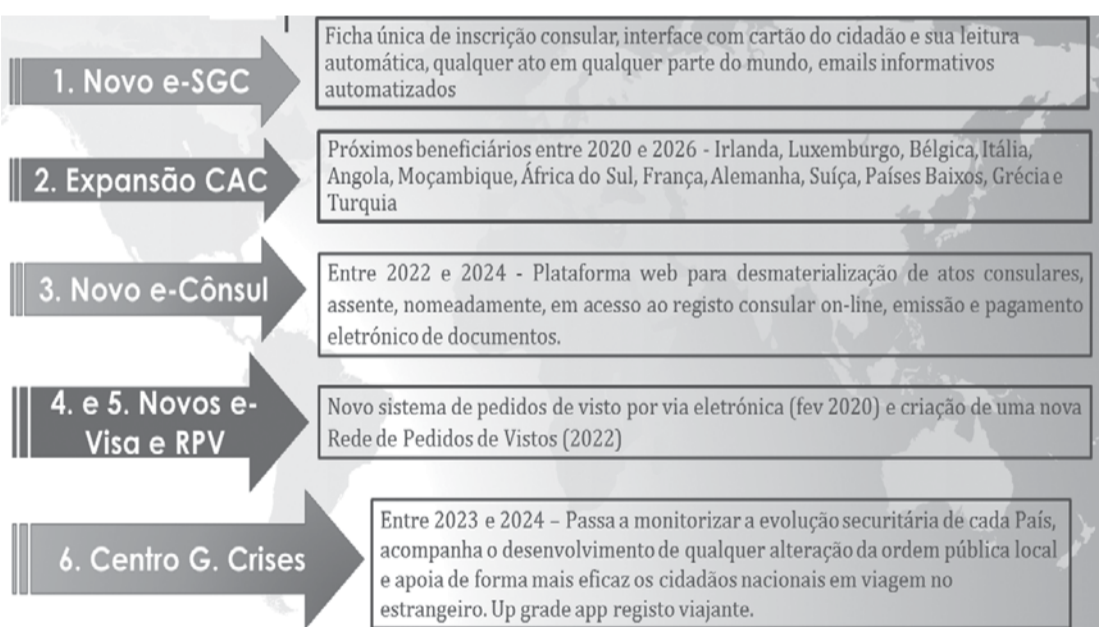 1. Novo e-SGC
Ficha única de inscrição consular, interface com cartão do cidadão e sua leitura
automática, qualquer ato em qualquer parte do mundo, emails informativos
automatizados
2. Expansão CAC
Próximos beneficiários entre 2020 e 2026 - Irlanda, Luxemburgo, Bélgica, Itália,
Angola, Moçambique, África do Sul, França, Alemanha, Suíça, Países Baixos, Grécia e
Turquia
3. Novo e-Cônsul
Entre 2022 e 2024 - Plataforma web para desmaterialização de atos consulares,
assente, nomeadamente, em acesso ao registo consular on-line, emissão e pagamento
eletrónico de documentos.
4. e 5. Novos e-
Visa e RPV
Novo sistema de pedidos de visto por via eletrónica (fev 2020) e criação de uma nova
Rede de Pedidos de Vistos (2022)
6. Centro G. Crises
Entre 2023 e 2024 – Passa a monitorizar a evolução securitária de cada País,
acompanha o desenvolvimento de qualquer alteração da ordem pública local
e apoia de forma mais eficaz os cidadãos nacionais em viagem no
estrangeiro. Up grade app registo viajante.